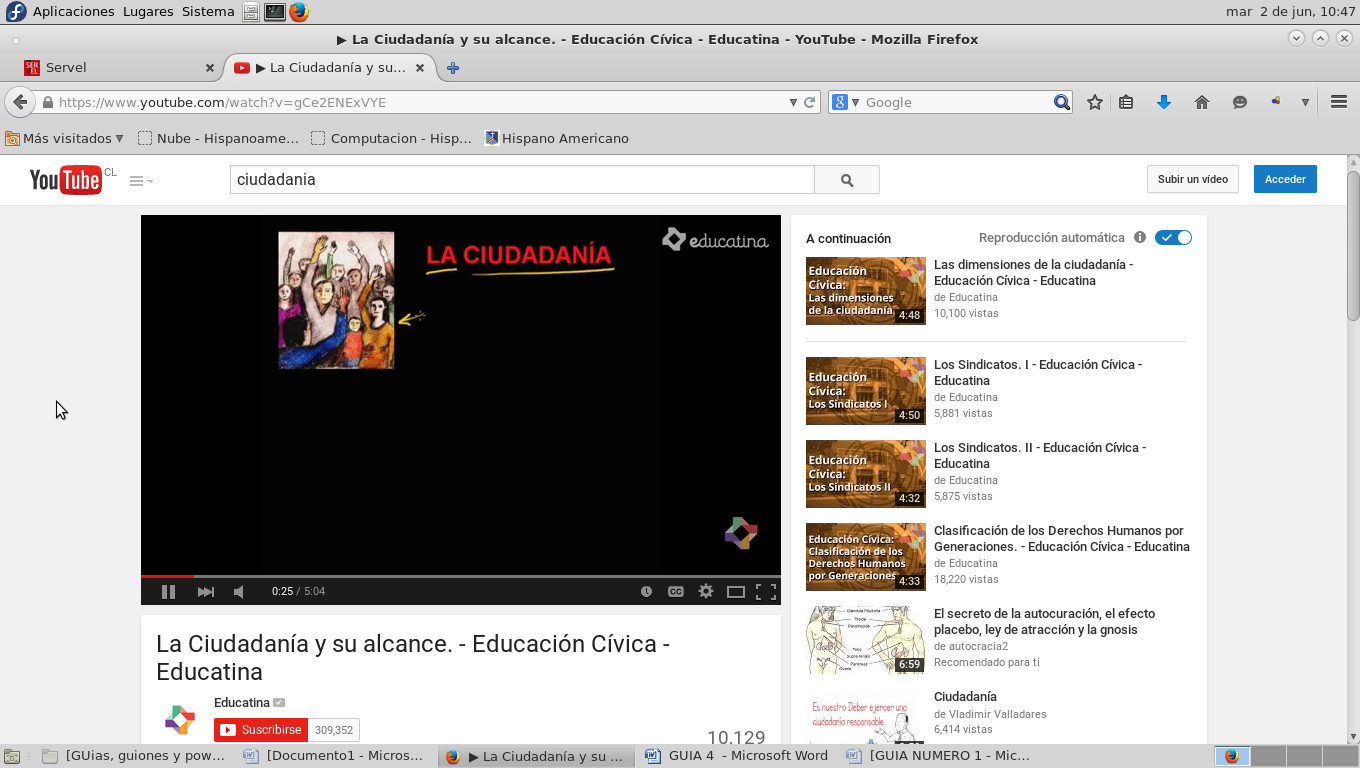 Aplicaciones Lugares Sistema
mar 2 de jun, 10:47
▶ La Ciudadanía y su alcance. - Educación Cívica - Educatina - YouTube - Mozilla Firefox
Servel
▶ La Ciudadanía y su...
https://www.youtube.com/watch?v=gCe2ENExVYE
Google
Más visitados
Nube - Hispanoame...
Computacion - Hisp...
Hispano Americano
YouTube CL
ciudadania
Subir un vídeo
Acceder
LA CIUDADANÍA
educatina
0:25 / 5:04
CC
La Ciudadanía y su alcance. - Educación Cívica -
Educatina
Educatina
Suscribirse 309,352
10,129
A continuación
Reproducción automática
Educación
Cívica:
Las dimensiones
de la ciudadanía
4:48
Las dimensiones de la ciudadanía -
Educación Cívica - Educatina
de Educatina
10,100 vistas
Educación
Cívica:
Los Sindicatos I
4:50
Los Sindicatos. I - Educación Cívica -
Educatina
de Educatina
5,881 vistas
Educación
Cívica:
Los Sindicatos II
4:32
Los Sindicatos. II - Educación Cívica -
Educatina
de Educatina
5,875 vistas
Educación Cívica:
Clasificación de los
Derechos Humanos
por Generaciones
4:33
Clasificación de los Derechos Humanos por
Generaciones. - Educación Cívica - Educatina
de Educatina
18,220 vistas
6:59
El secreto de la autocuración, el efecto
placebo, ley de atracción y la gnosis
de autocracia2
Recomendado para ti
Es nuestro Deber ejercer una
ciudadanía responsable
Ciudadanía
de Vladimir Valladares
6,414 vistas
[GUias, guiones y pow...
[Documento1 - Micros...
▶ La Ciudadanía y su ...
GUIA 4 - Microsoft Word
[GUIA NUMERO 1 - Mic...